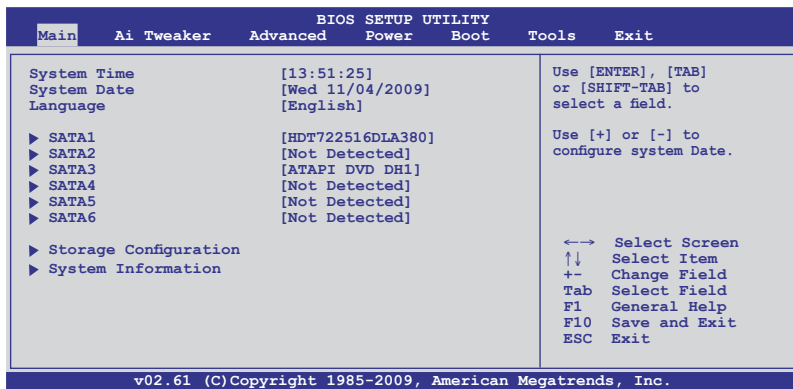 BIOS SETUP UTILITY
Main Ai Tweaker Advanced Power Boot Tools Exit
System Time [13:51:25]
System Date [Wed 11/04/2009]
Language [English]
▶ SATA1 [HDT722516DLA380]
▶ SATA2 [Not Detected]
▶ SATA3 [ATAPI DVD DH1]
▶ SATA4 [Not Detected]
▶ SATA5 [Not Detected]
▶ SATA6 [Not Detected]
▶ Storage Configuration
▶ System Information
Use [ENTER], [TAB]
or [SHIFT-TAB] to
select a field.
Use [+] or [-] to
configure system Date.
←→ Select Screen
↑↓ Select Item
+- Change Field
Tab Select Field
F1 General Help
F10 Save and Exit
ESC Exit
v02.61 (C)Copyright 1985-2009, American Megatrends, Inc.